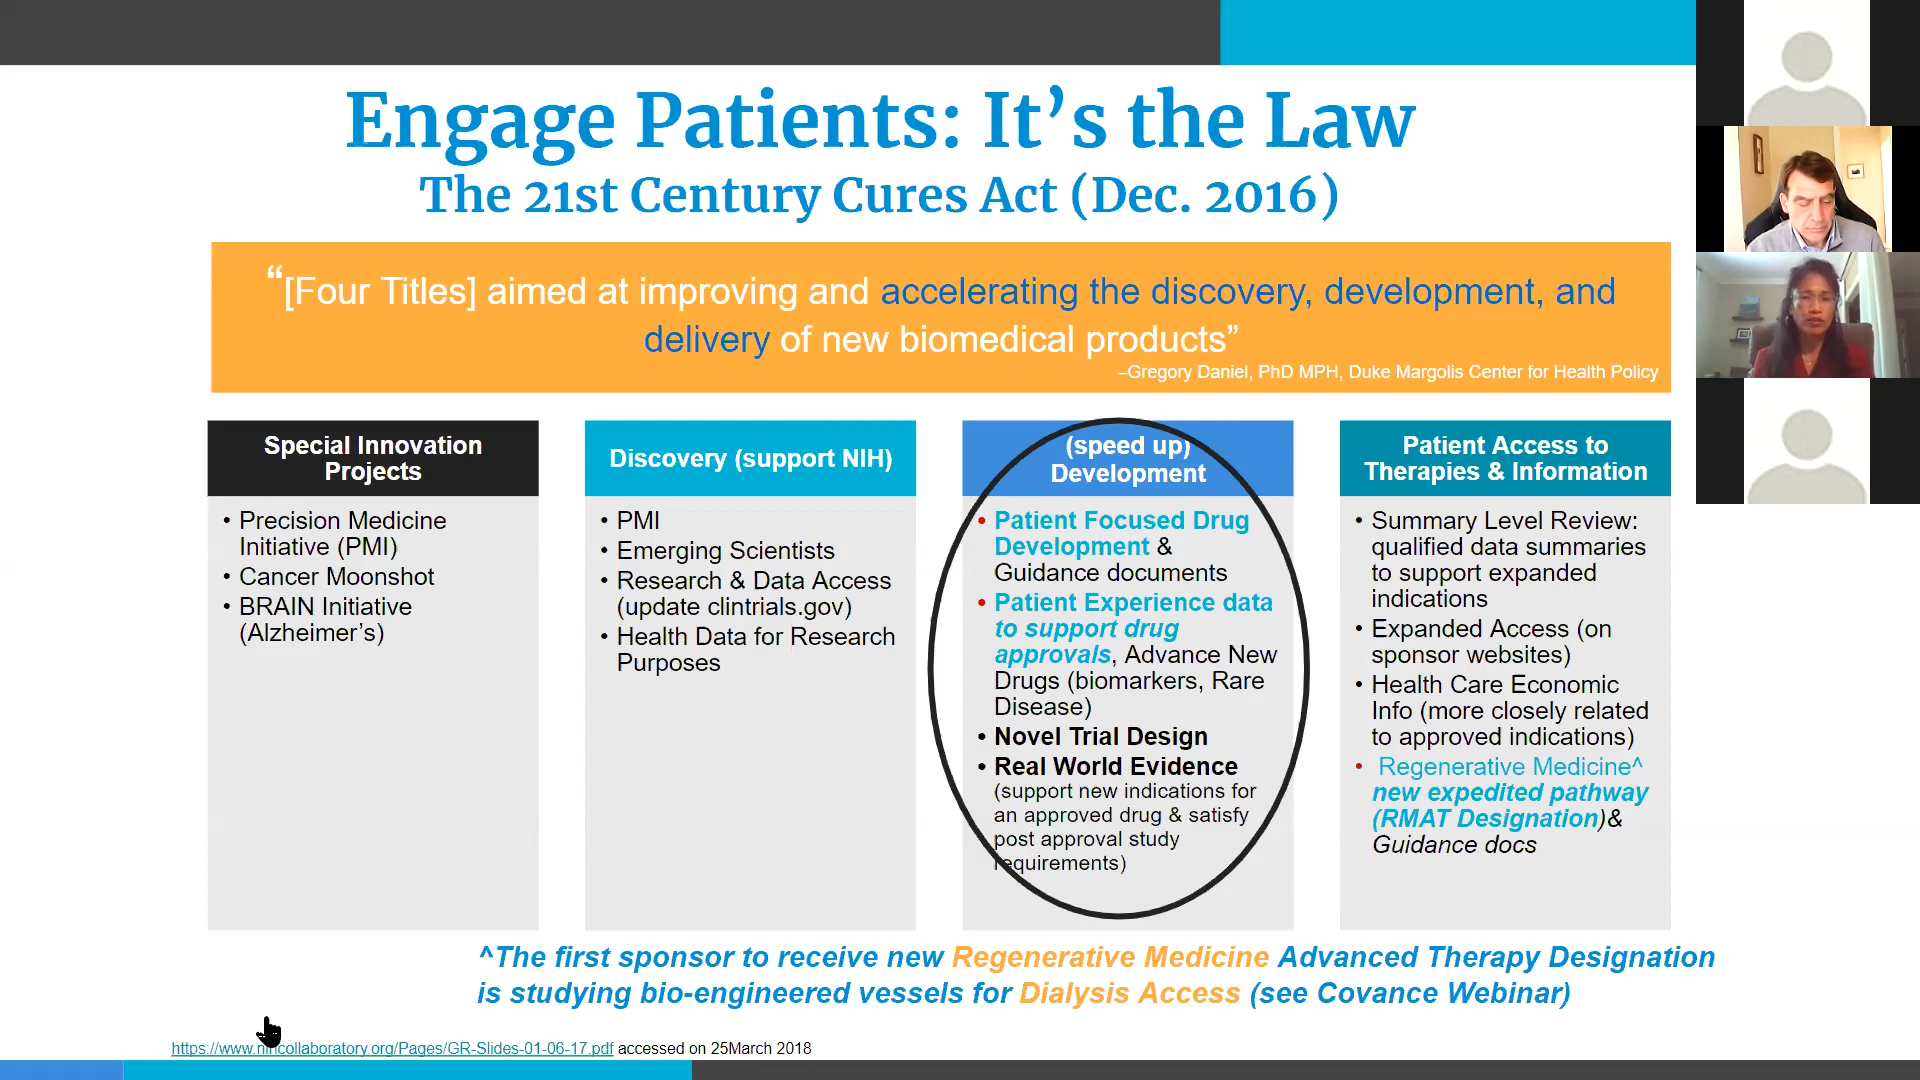 Engage Patients: It’s the Law
The 21st Century Cures Act (Dec. 2016)
“[Four Titles] aimed at improving and accelerating the discovery, development, and
delivery of new biomedical products”
–Gregory Daniel, PhD MPH, Duke Margolis Center for Health Policy
Special Innovation
Projects
• Precision Medicine
Initiative (PMI)
• Cancer Moonshot
• BRAIN Initiative
(Alzheimer’s)
Discovery (support NIH)
• PMI
• Emerging Scientists
• Research & Data Access
(update clintrials.gov)
• Health Data for Research
Purposes
(speed up)
Development
• Patient Focused Drug
Development &
Guidance documents
• Patient Experience data
to support drug
approvals, Advance New
Drugs (biomarkers, Rare
Disease)
• Novel Trial Design
• Real World Evidence
(support new indications for
an approved drug & satisfy
post approval study
requirements)
Patient Access to
Therapies & Information
• Summary Level Review:
qualified data summaries
to support expanded
indications
• Expanded Access (on
sponsor websites)
• Health Care Economic
Info (more closely related
to approved indications)
• Regenerative Medicine^
new expedited pathway
(RMAT Designation)&
Guidance docs
^The first sponsor to receive new Regenerative Medicine Advanced Therapy Designation
is studying bio-engineered vessels for Dialysis Access (see Covance Webinar)
https://www.nihcollaboratory.org/Pages/GR-Slides-01-06-17.pdf accessed on 25March 2018